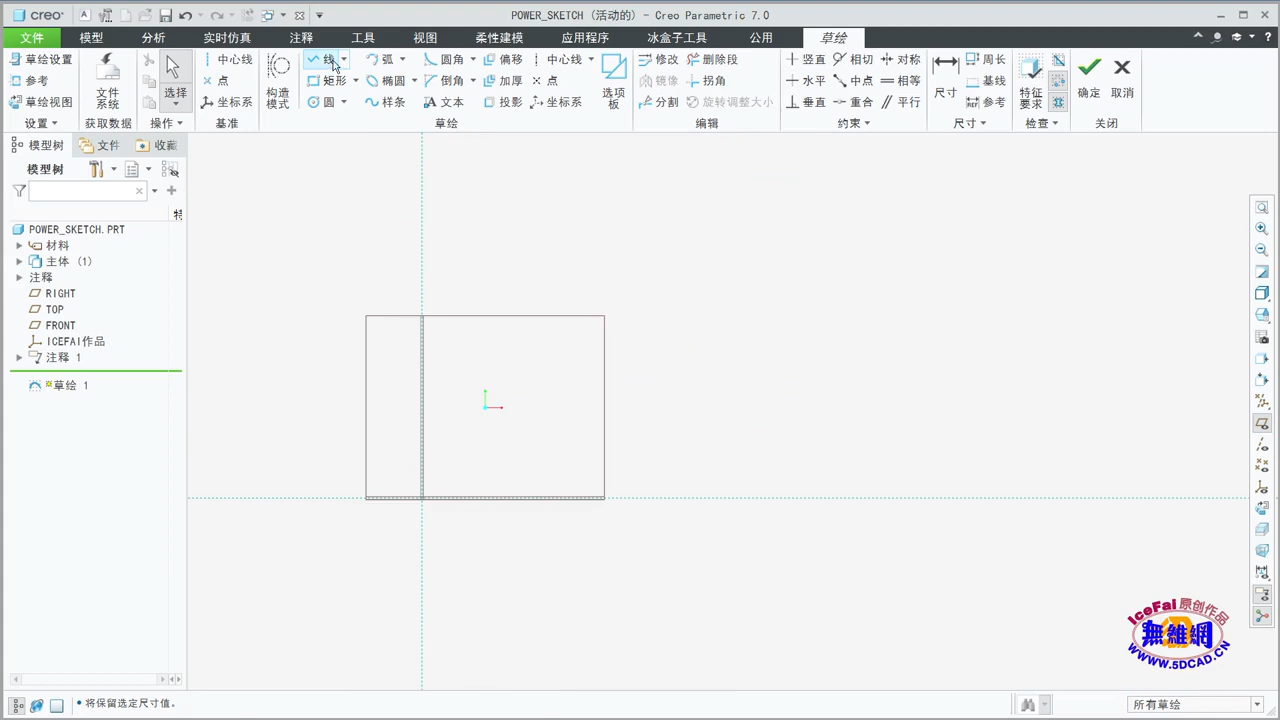 creo
POWER_SKETCH (活动的) - Creo Parametric 7.0
文件 模型 分析 实时仿真 注释 工具 视图 柔性建模 应用程序 冰盒子工具 公用 草绘
草绘设置 中心线 线 弧 圆角 偏移 中心线 修改 删除段 竖直 相切 对称 周长
参考 文件系统 选择 点 构造模式 矩形 椭圆 倒角 加厚 点 选项板 镜像 拐角 水平 中点 相等 尺寸 基线 特征要求 确定 取消
草绘视图 坐标系 圆 样条 文本 投影 坐标系 分割 旋转调整大小 垂直 重合 平行 参考
设置 获取数据 操作 基准 草绘 编辑 约束 尺寸 检查 关闭
模型树 文件 收藏
模型树
POWER_SKETCH.PRT
材料
主体 (1)
注释
RIGHT
TOP
FRONT
ICEFAI作品
注释 1
草绘 1
IceFai 原创作品
無維網
WWW.5DCAD.CN
• 将保留选定尺寸值。
所有草绘